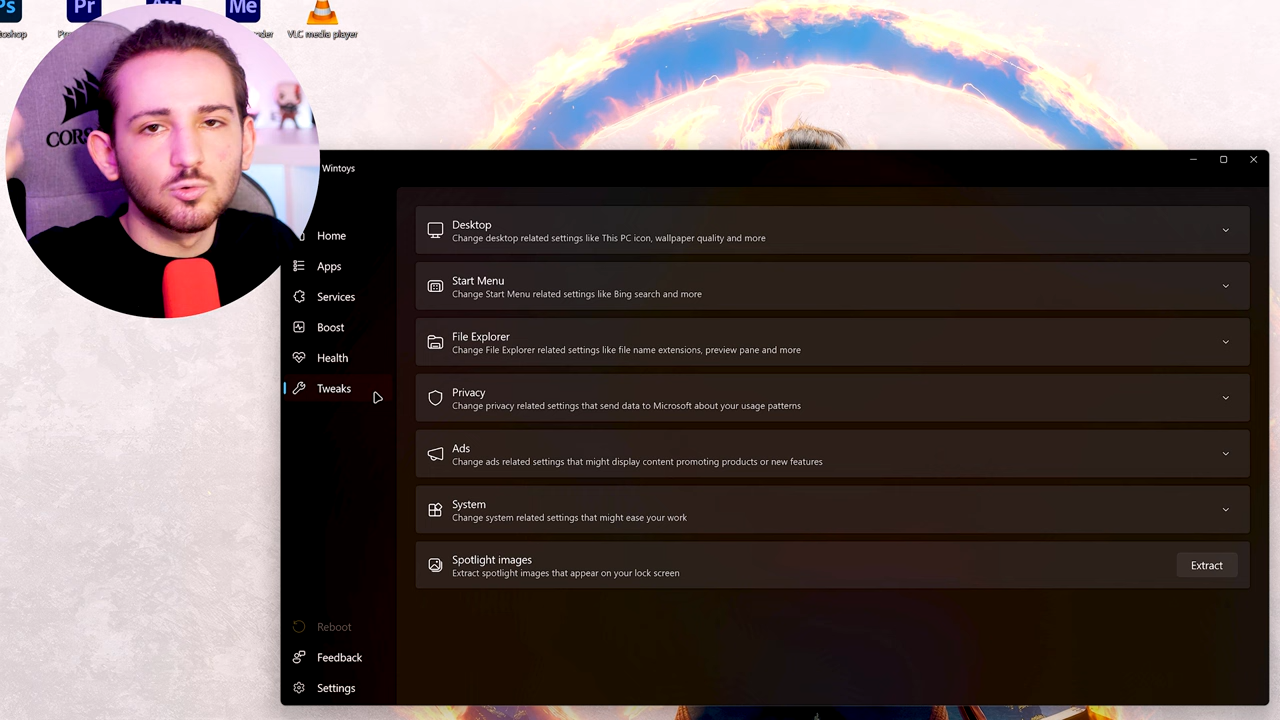 Ps
Pr
Au
Me
VLC media player
CORS
Wintoys
Home
Apps
Services
Boost
Health
Tweaks
Reboot
Feedback
Settings
Desktop
Change desktop related settings like This PC icon, wallpaper quality and more
Start Menu
Change Start Menu related settings like Bing search and more
File Explorer
Change File Explorer related settings like file name extensions, preview pane and more
Privacy
Change privacy related settings that send data to Microsoft about your usage patterns
Ads
Change ads related settings that might display content promoting products or new features
System
Change system related settings that might ease your work
Spotlight images
Extract spotlight images that appear on your lock screen
Extract